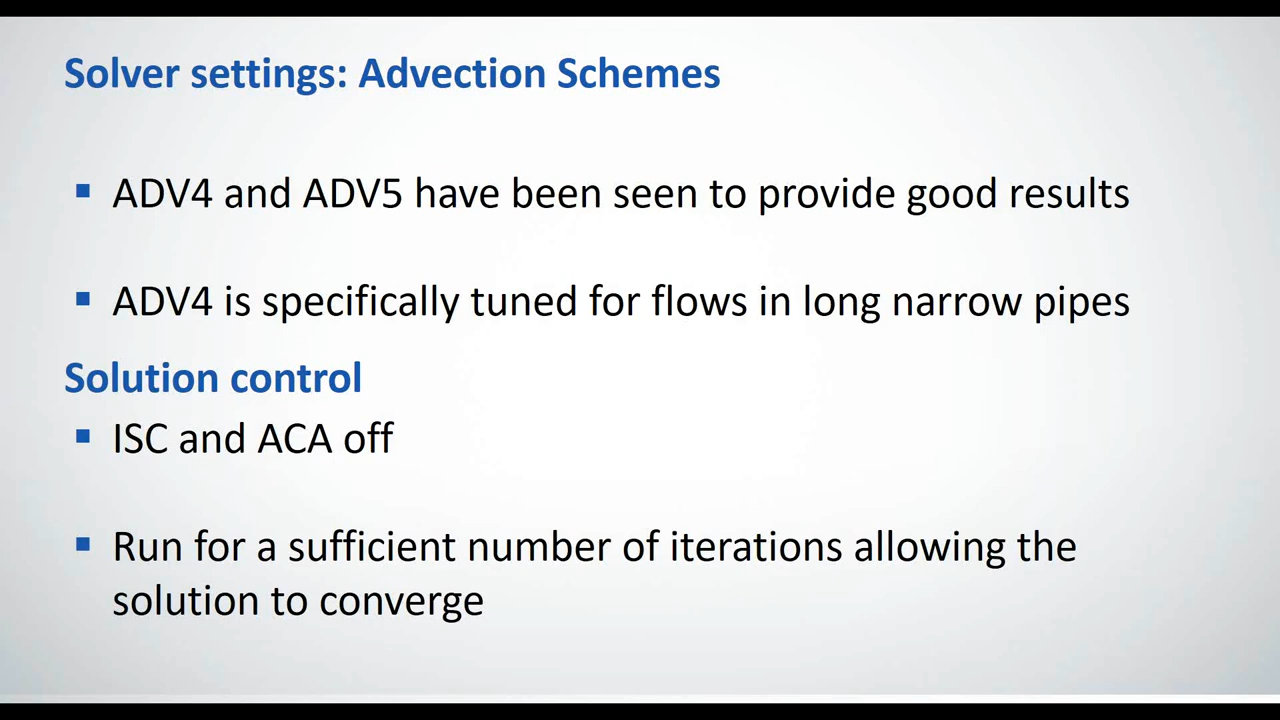 Solver settings: Advection Schemes
ADV4 and ADV5 have been seen to provide good results
ADV4 is specifically tuned for flows in long narrow pipes
Solution control
ISC and ACA off
Run for a sufficient number of iterations allowing the
solution to converge